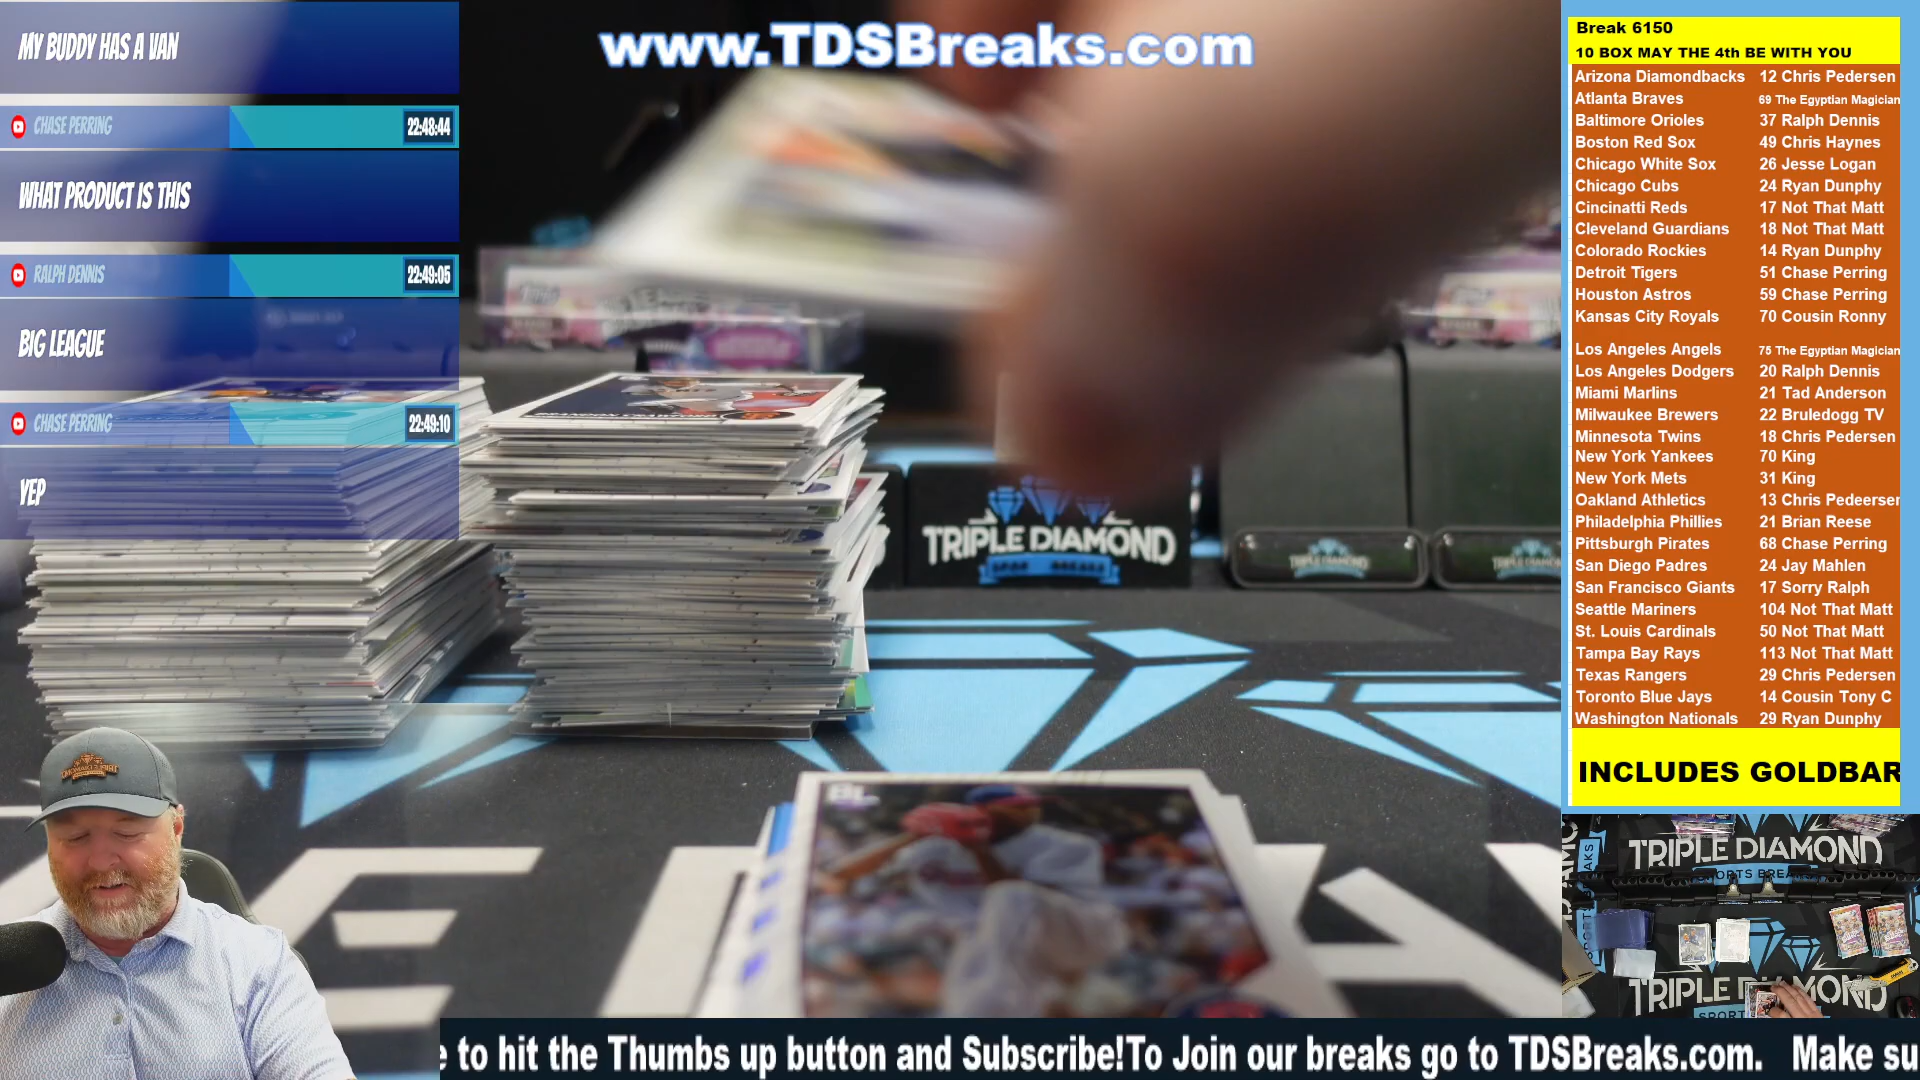 MY BUDDY HAS A VAN
CHASE PERRING
22:48:44
WHAT PRODUCT IS THIS
RALPH DENNIS
22:49:05
BIG LEAGUE
CHASE PERRING
22:49:10
YEP
www.TDSBreaks.com
BRANDON CRAWFORD
TRIPLE DIAMOND
SPORTS BREAKS
TRIPLE DIAMOND
TRIPLE DIAMOND
BL
Break 6150
10 BOX MAY THE 4th BE WITH YOU
Arizona Diamondbacks 12 Chris Pedersen
Atlanta Braves 69 The Egyptian Magician
Baltimore Orioles 37 Ralph Dennis
Boston Red Sox 49 Chris Haynes
Chicago White Sox 26 Jesse Logan
Chicago Cubs 24 Ryan Dunphy
Cincinatti Reds 17 Not That Matt
Cleveland Guardians 18 Not That Matt
Colorado Rockies 14 Ryan Dunphy
Detroit Tigers 51 Chase Perring
Houston Astros 59 Chase Perring
Kansas City Royals 70 Cousin Ronny
Los Angeles Angels 75 The Egyptian Magician
Los Angeles Dodgers 20 Ralph Dennis
Miami Marlins 21 Tad Anderson
Milwaukee Brewers 22 Bruledogg TV
Minnesota Twins 18 Chris Pedersen
New York Yankees 70 King
New York Mets 31 King
Oakland Athletics 13 Chris Pedeersen
Philadelphia Phillies 21 Brian Reese
Pittsburgh Pirates 68 Chase Perring
San Diego Padres 24 Jay Mahlen
San Francisco Giants 17 Sorry Ralph
Seattle Mariners 104 Not That Matt
St. Louis Cardinals 50 Not That Matt
Tampa Bay Rays 113 Not That Matt
Texas Rangers 29 Chris Pedersen
Toronto Blue Jays 14 Cousin Tony C
Washington Nationals 29 Ryan Dunphy
INCLUDES GOLDBAR
TRIPLE DIAMOND
SPORTS BREAKS
TRIPLE DIAMOND
SPORT
e to hit the Thumbs up button and Subscribe!To Join our breaks go to TDSBreaks.com. Make su